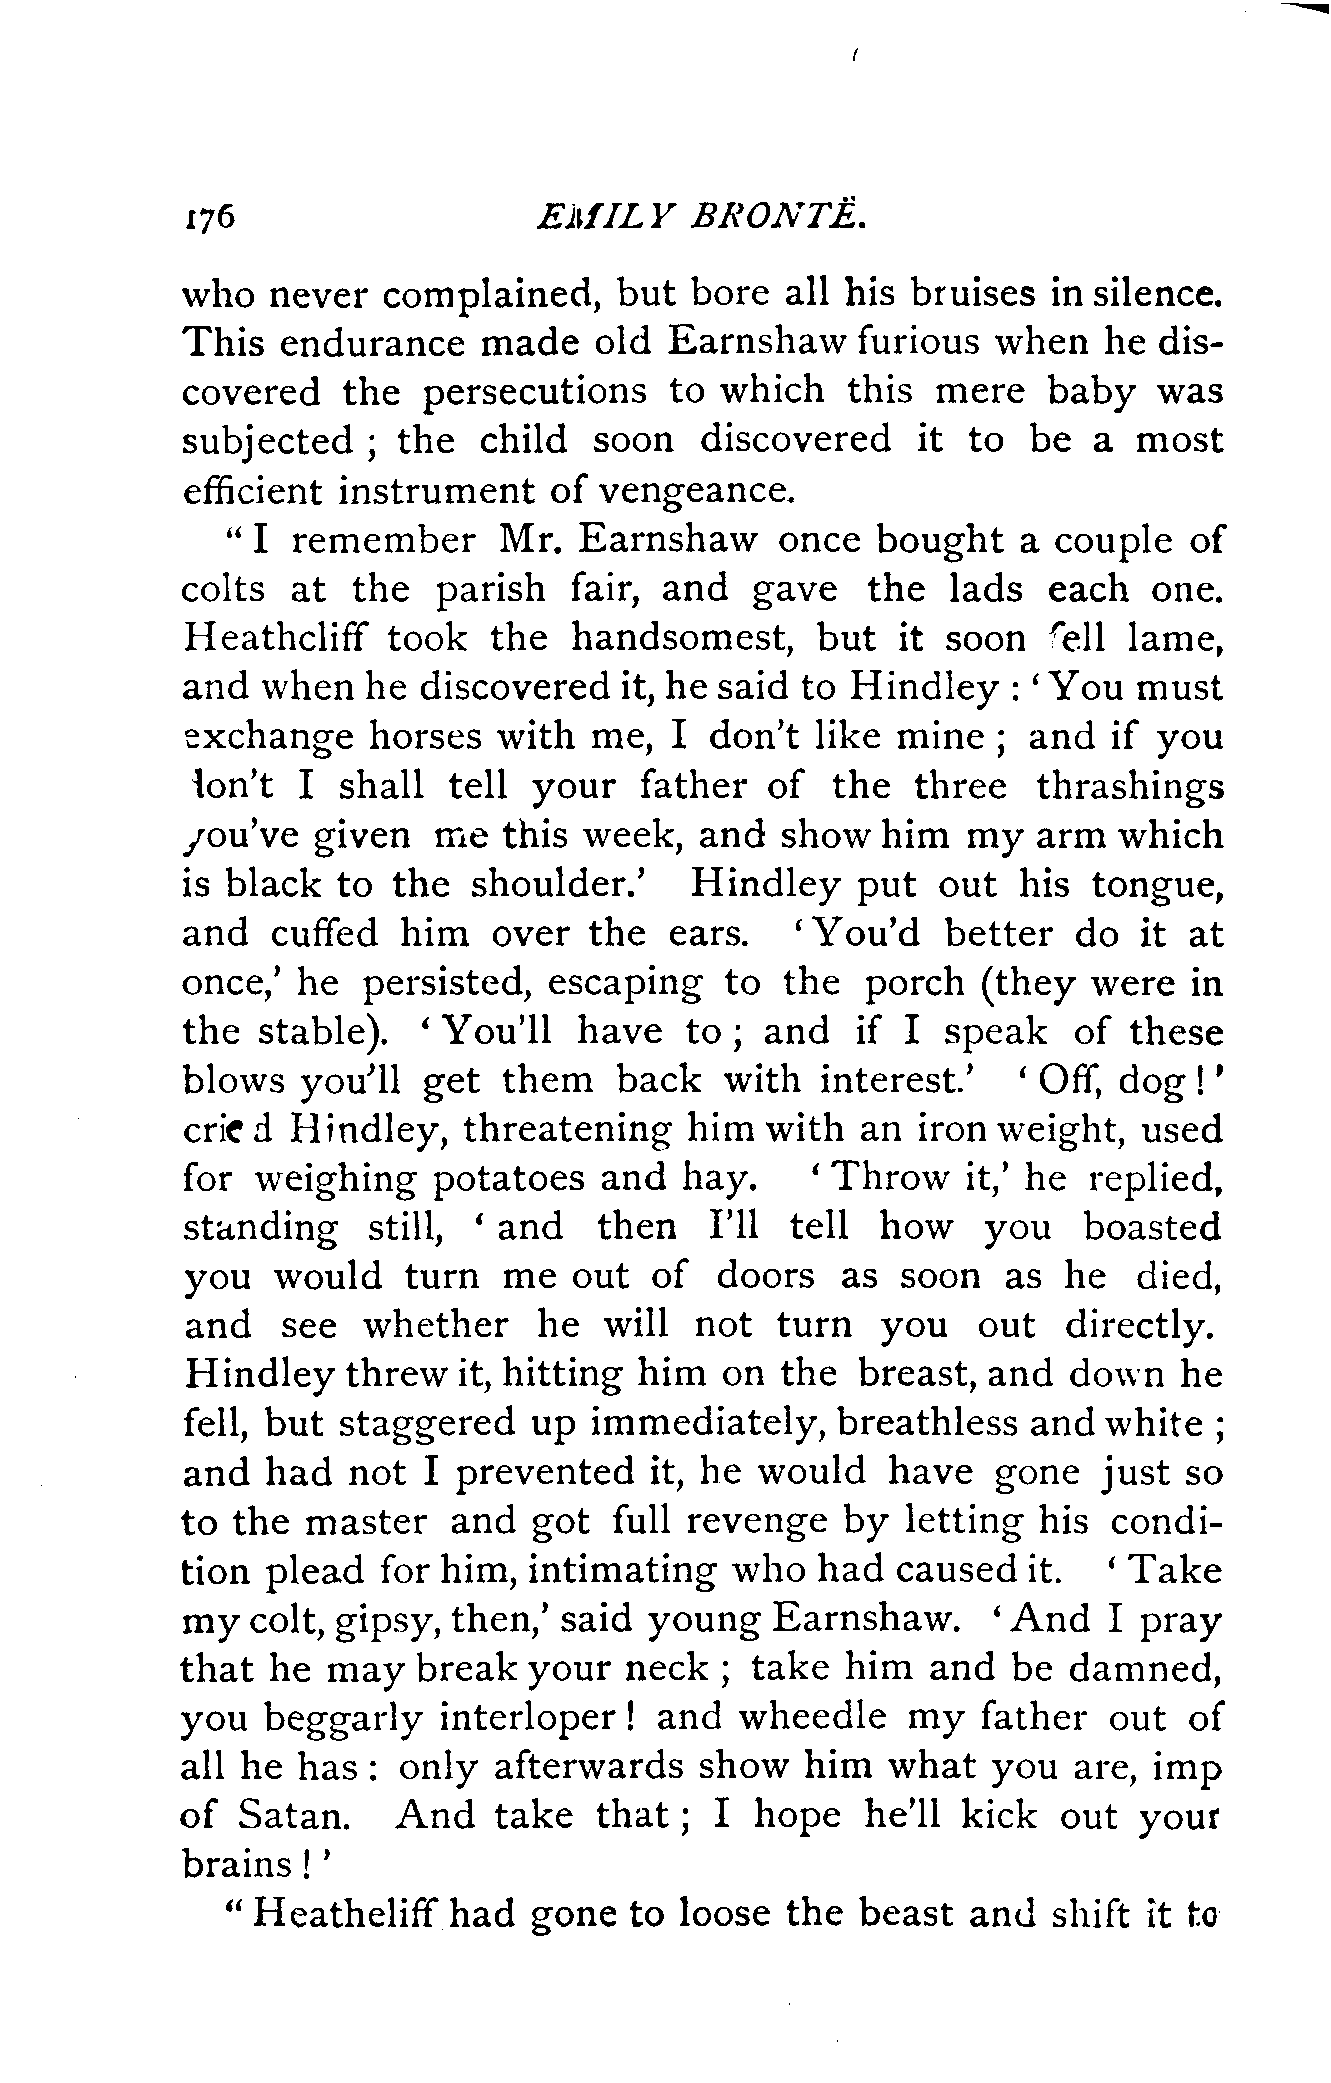 176 EMILY BRONTË.
who never complained, but bore all his bruises in silence.
This endurance made old Earnshaw furious when he dis-
covered the persecutions to which this mere baby was
subjected ; the child soon discovered it to be a most
efficient instrument of vengeance.
“ I remember Mr. Earnshaw once bought a couple of
colts at the parish fair, and gave the lads each one.
Heathcliff took the handsomest, but it soon fell lame,
and when he discovered it, he said to Hindley : ‘ You must
exchange horses with me, I don't like mine ; and if you
don't I shall tell your father of the three thrashings
you've given me this week, and show him my arm which
is black to the shoulder.’ Hindley put out his tongue,
and cuffed him over the ears. ‘ You'd better do it at
once,’ he persisted, escaping to the porch (they were in
the stable). ‘ You'll have to ; and if I speak of these
blows you'll get them back with interest.’ ‘ Off, dog ! ’
cried Hindley, threatening him with an iron weight, used
for weighing potatoes and hay. ‘ Throw it,’ he replied,
standing still, ‘ and then I'll tell how you boasted
you would turn me out of doors as soon as he died,
and see whether he will not turn you out directly.
Hindley threw it, hitting him on the breast, and down he
fell, but staggered up immediately, breathless and white ;
and had not I prevented it, he would have gone just so
to the master and got full revenge by letting his condi-
tion plead for him, intimating who had caused it. ‘ Take
my colt, gipsy, then,’ said young Earnshaw. ‘ And I pray
that he may break your neck ; take him and be damned,
you beggarly interloper ! and wheedle my father out of
all he has : only afterwards show him what you are, imp
of Satan. And take that ; I hope he'll kick out your
brains ! ’
“ Heatheliff had gone to loose the beast and shift it to